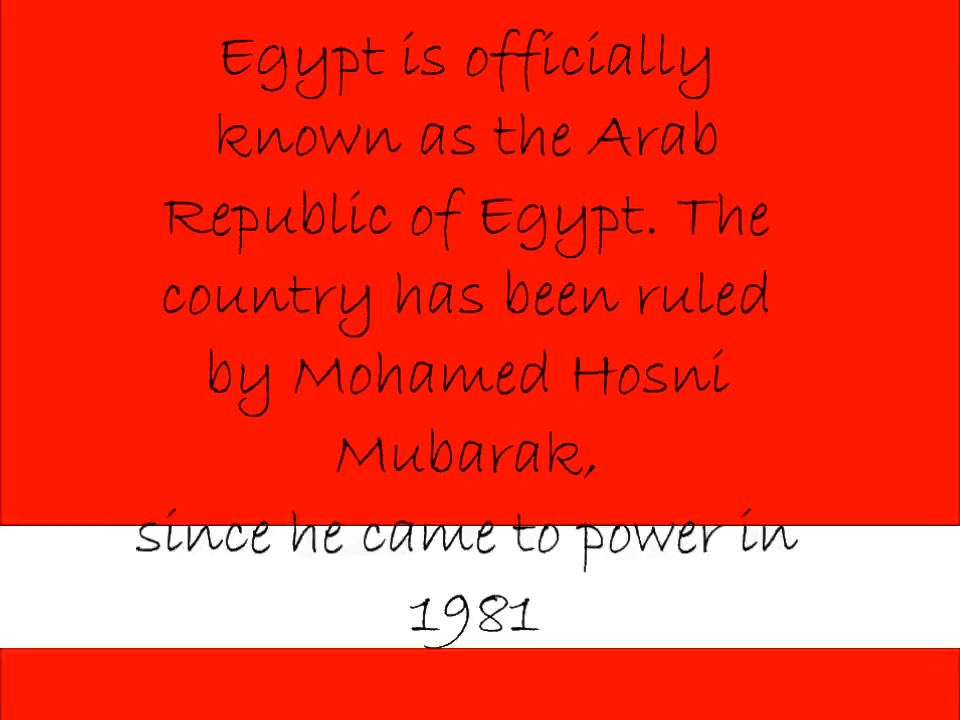 Egypt is officially
known as the Arab
Republic of Egypt. The
country has been ruled
by Mohamed Hosni
Mubarak,
since he came to power in
1981